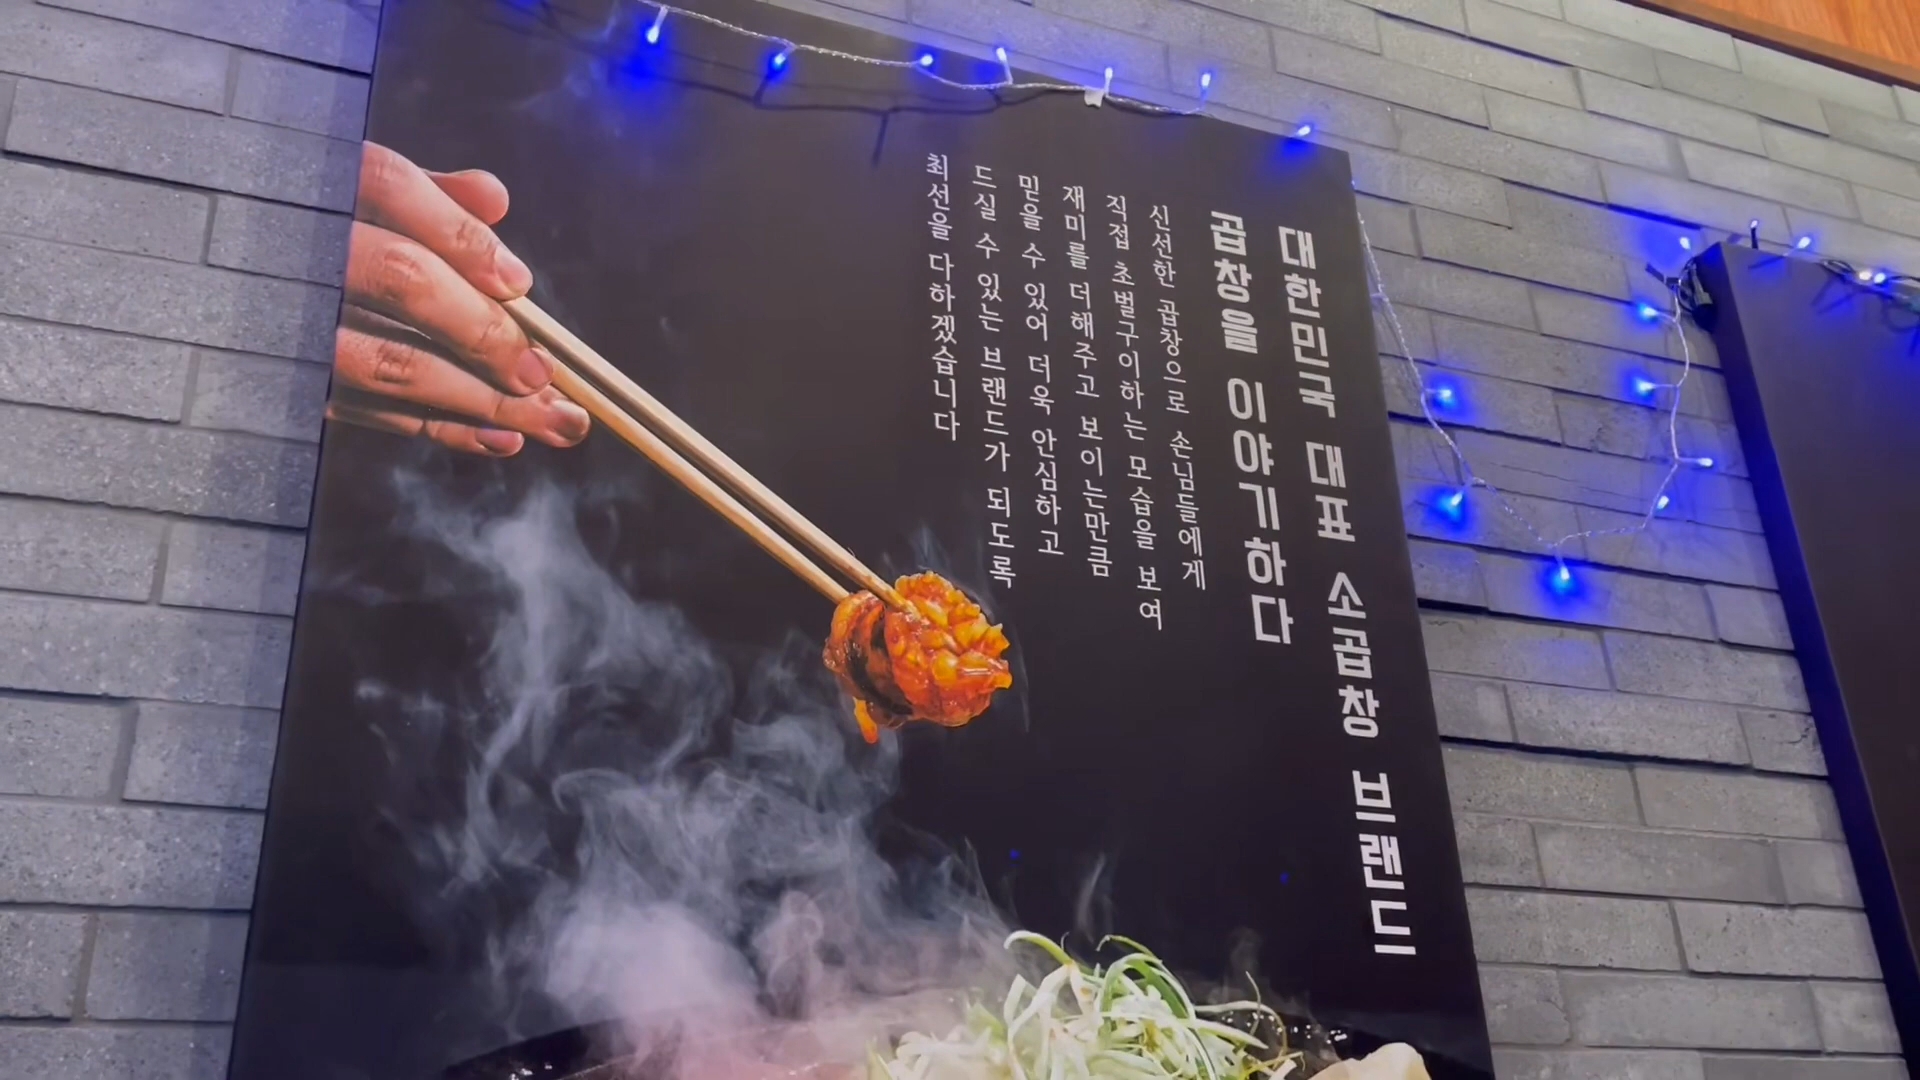 대한민국 대표 소곱창 브랜드
곱창을 이야기하다
신선한 곱창으로 손님들에게
직접 초벌구이하는 모습을 보여
재미를 더해주고 보이는만큼
믿을 수 있어 더욱 안심하고
드실 수 있는 브랜드가 되도록
최선을 다하겠습니다